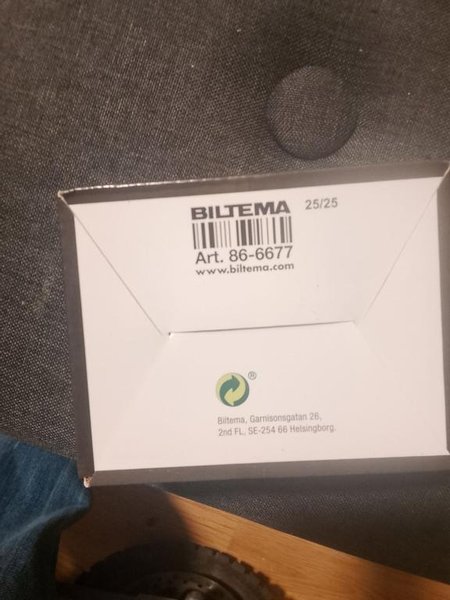 BILTEMA 25/25
Art. 86-6677
www.biltema.com
®
Biltema, Garnisonsgatan 26,
2nd FL, SE-254 66 Helsingborg.